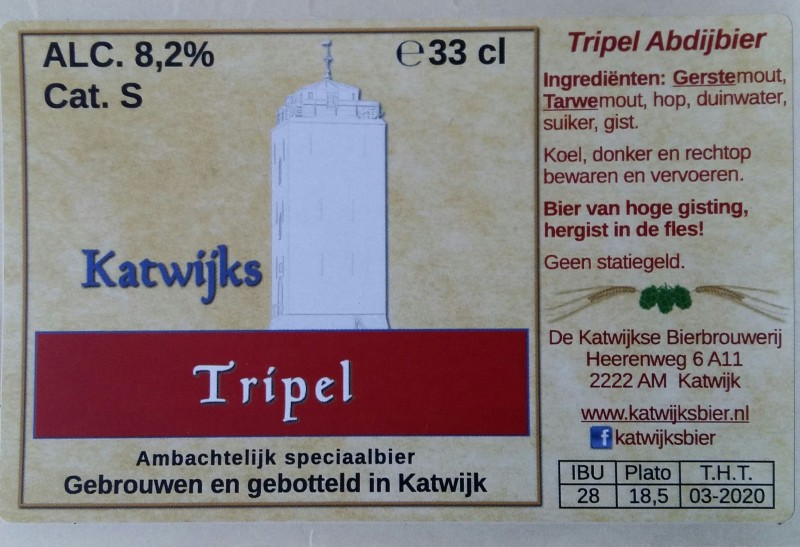 ALC. 8,2%
℮ 33 cl
Cat. S
Katwijks
Tripel
Ambachtelijk speciaalbier
Gebrouwen en gebotteld in Katwijk
Tripel Abdijbier
Ingrediënten: Gerstemout,
Tarwemout, hop, duinwater,
suiker, gist.
Koel, donker en rechtop
bewaren en vervoeren.
Bier van hoge gisting,
hergist in de fles!
Geen statiegeld.
De Katwijkse Bierbrouwerij
Heerenweg 6 A11
2222 AM Katwijk
www.katwijksbier.nl
f katwijksbier
IBU Plato T.H.T.
28 18,5 03-2020